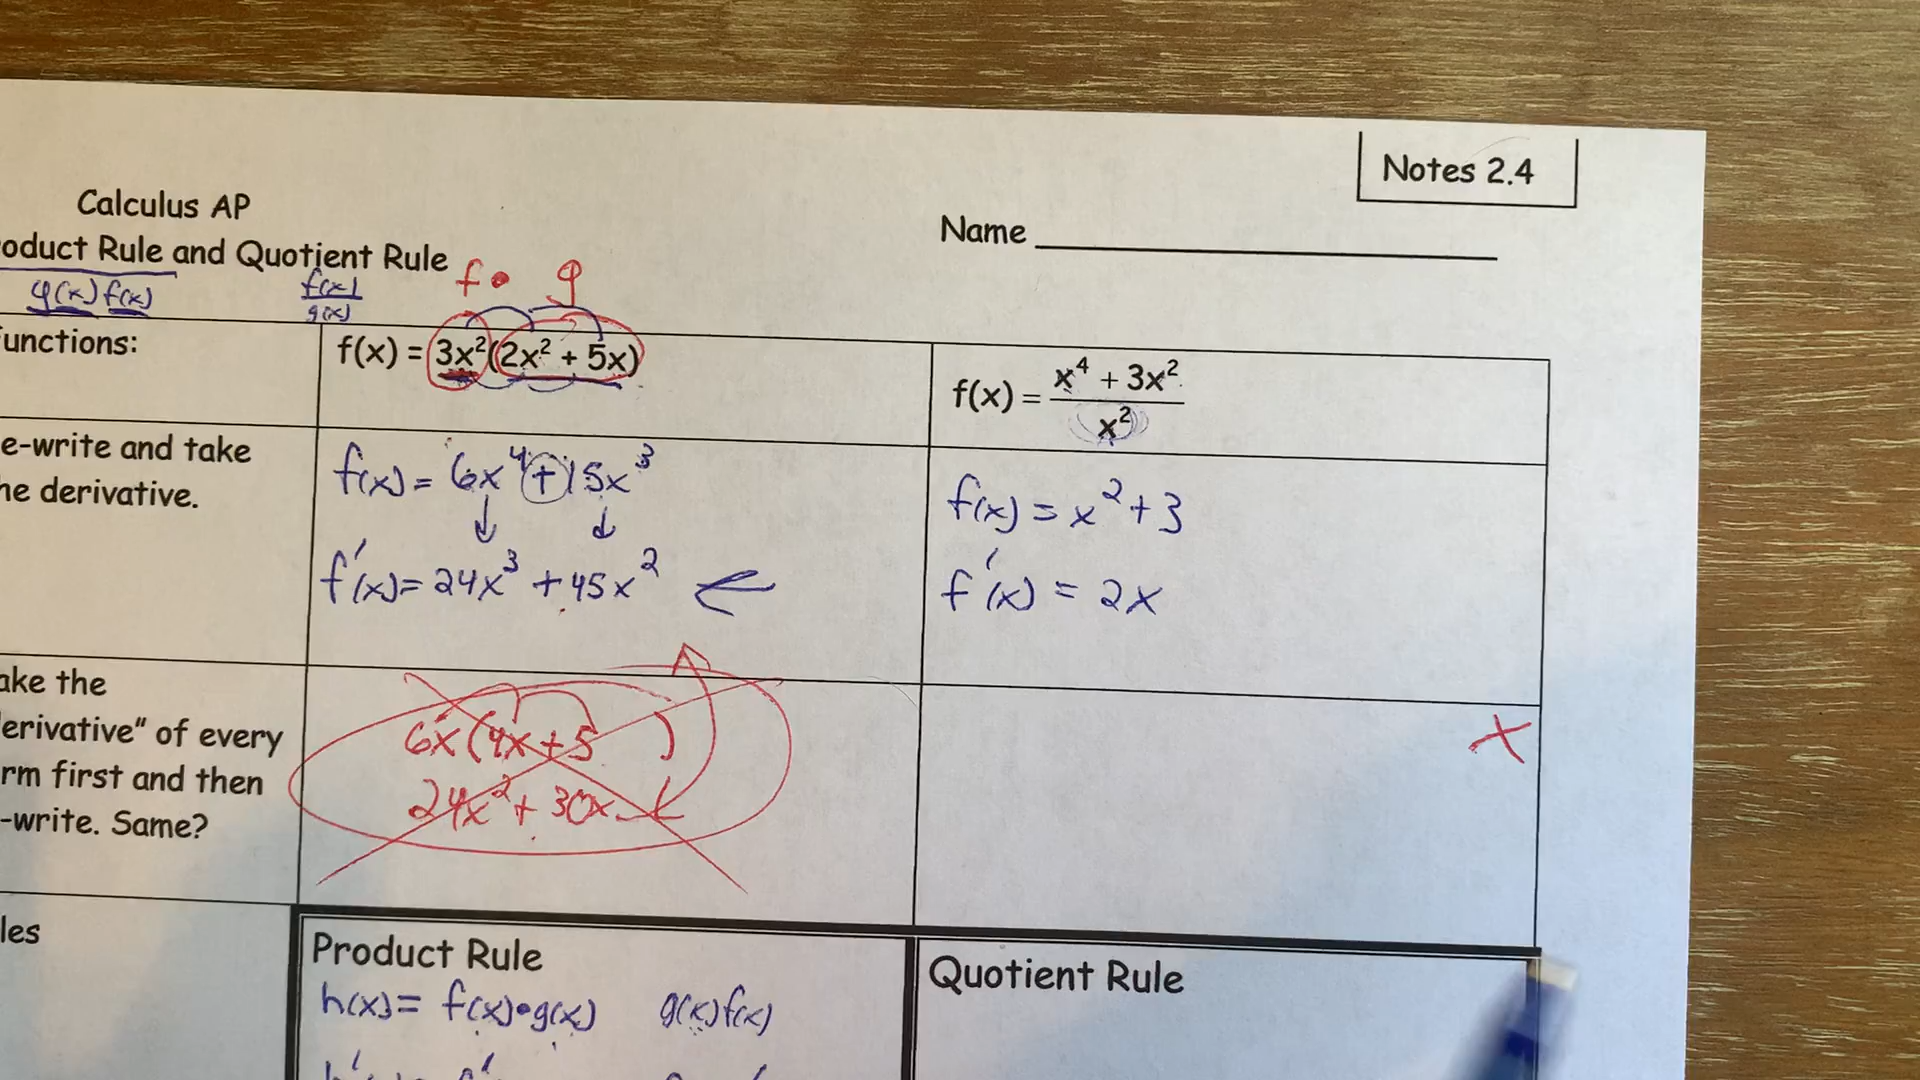 Notes 2.4
Calculus AP
Name
oduct Rule and Quotient Rule
f • g
g(x) f(x)
f(x)
g(x)
unctions:
f(x) = 3x²(2x² + 5x)
f(x) = x⁴ + 3x²
x²
e-write and take
he derivative.
f(x) = 6x⁴ + 15x³
f'(x) = 24x³ + 45x²
f(x) = x² + 3
f'(x) = 2x
ake the
erivative" of every
rm first and then
-write. Same?
6x(4x + 5 )
24x² + 30x
x
les
Product Rule
h(x) = f(x)•g(x) g(x)f(x)
Quotient Rule